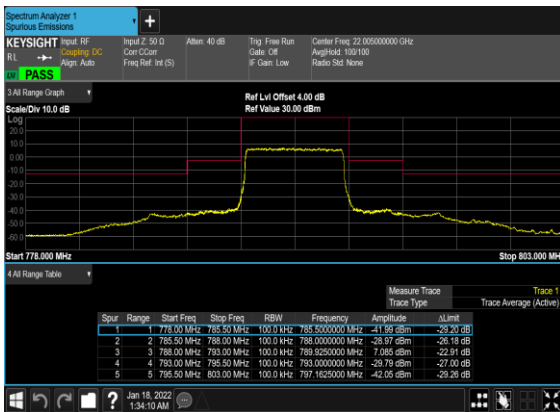 Spectrum Analyzer 1
Spurious Emissions
KEYSIGHT Input: RF Input Z: 50 Ω Atten: 40 dB Trig: Free Run Center Freq: 22.005000000 GHz
Coupling: DC Corr CCorr Gate: Off Avg|Hold: 100/100
RL Align: Auto Freq Ref: Int (S) IF Gain: Low Radio Std: None
PASS
3 All Range Graph
Ref Lvl Offset 4.00 dB
Scale/Div 10.0 dB Ref Value 30.00 dBm
Log
20.0
10.0
0.00
-10.0
-20.0
-30.0
-40.0
-50.0
-60.0
Start 778.000 MHz Stop 803.000 MH
4 All Range Table
Measure Trace Trace 1
Trace Type Trace Average (Active)
Spur Range Start Freq Stop Freq RBW Frequency Amplitude ΔLimit
1 1 778.00 MHz 785.50 MHz 100.0 kHz 785.5000000 MHz -41.99 dBm -29.20 dB
2 2 785.50 MHz 788.00 MHz 100.0 kHz 788.0000000 MHz -28.97 dBm -26.18 dB
3 3 788.00 MHz 793.00 MHz 100.0 kHz 789.9250000 MHz 7.085 dBm -22.91 dB
4 4 793.00 MHz 795.50 MHz 100.0 kHz 793.0000000 MHz -29.79 dBm -27.00 dB
5 5 795.50 MHz 803.00 MHz 100.0 kHz 797.1625000 MHz -42.05 dBm -29.26 dB
Jan 18, 2022
1:34:10 AM